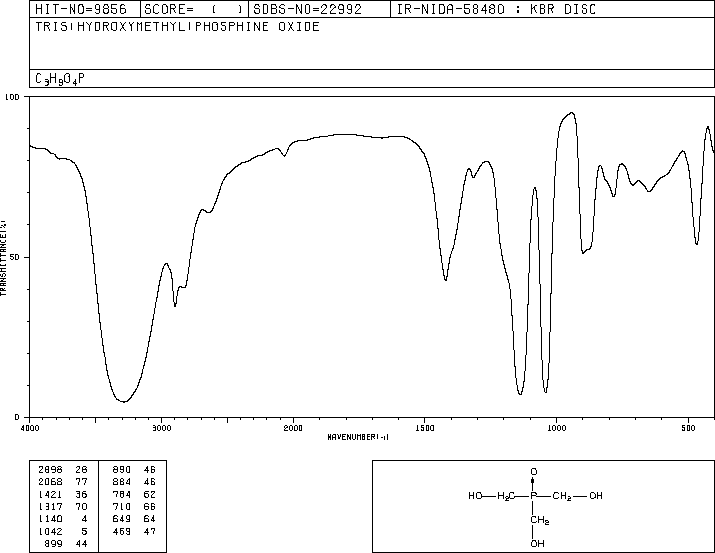 HIT-NO=9856 SCORE= ( ) SDBS-NO=22992 IR-NIDA-58480 : KBR DISC
TRIS(HYDROXYMETHYL)PHOSPHINE OXIDE
C3H9O4P
100
50
0
TRANSMITTANCE(%)
4000 3000 2000 1500 1000 500
WAVENUMBER(-1)
2898 26 890 46
2068 77 884 46
1421 36 784 62
1317 70 710 66
1140 4 649 64
1042 5 469 47
899 44
O
HO—H2C—P—CH2—OH
CH2
OH